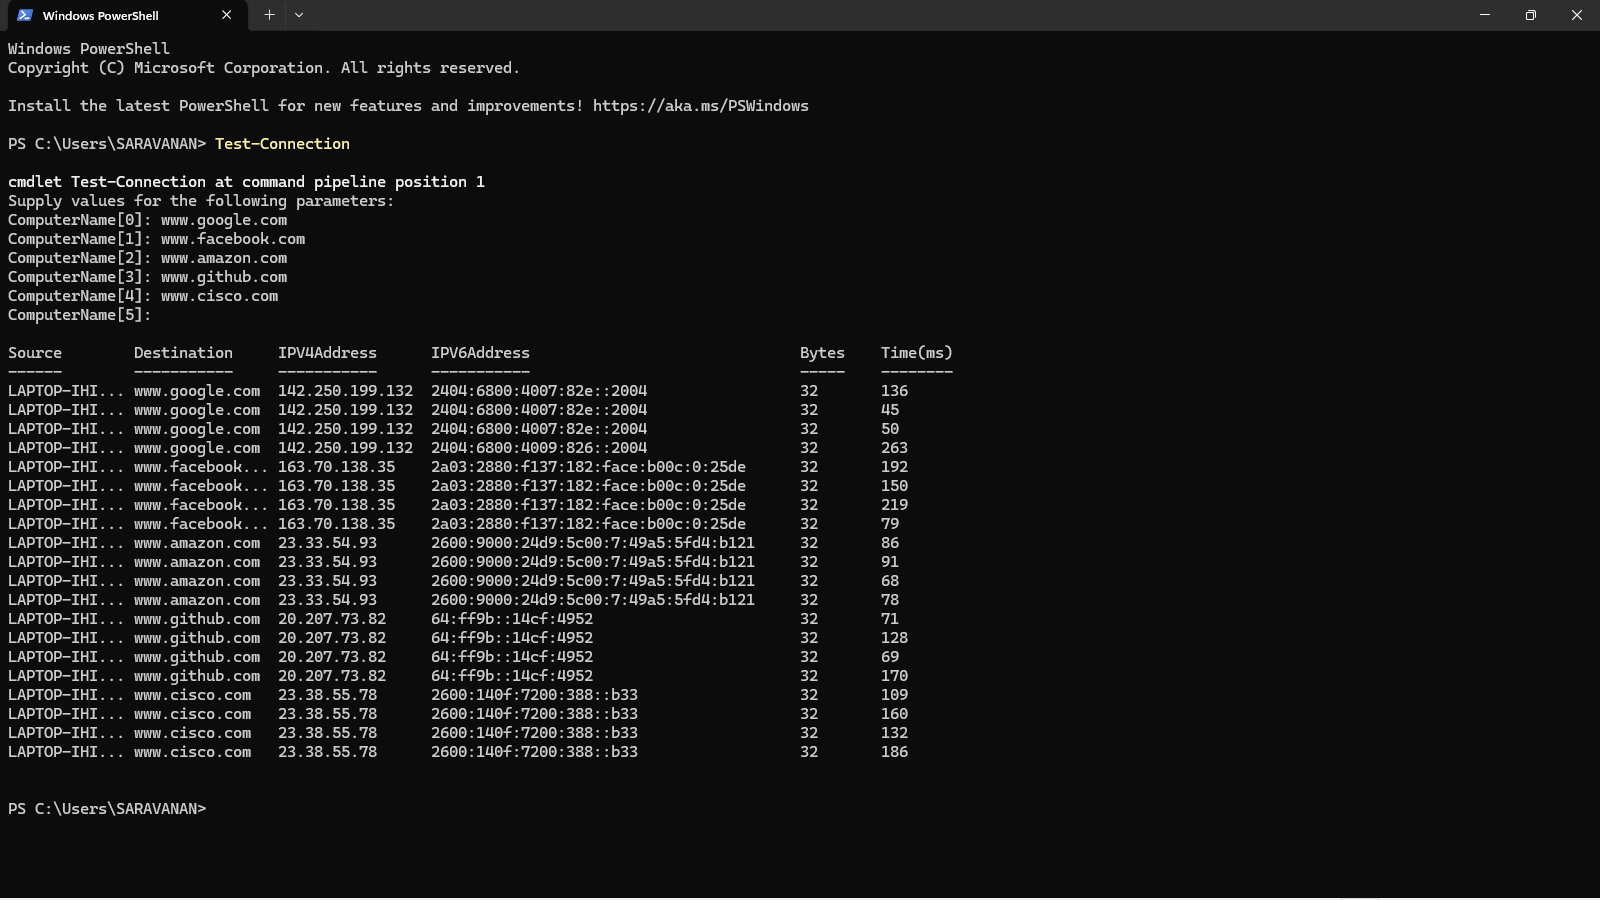 Windows PowerShell
Windows PowerShell
Copyright (C) Microsoft Corporation. All rights reserved.
Install the latest PowerShell for new features and improvements! https://aka.ms/PSWindows
PS C:\Users\SARAVANAN> Test-Connection
cmdlet Test-Connection at command pipeline position 1
Supply values for the following parameters:
ComputerName[0]: www.google.com
ComputerName[1]: www.facebook.com
ComputerName[2]: www.amazon.com
ComputerName[3]: www.github.com
ComputerName[4]: www.cisco.com
ComputerName[5]:
Source Destination IPV4Address IPV6Address Bytes Time(ms)
------ ----------- ----------- ----------- ----- --------
LAPTOP-IHI... www.google.com 142.250.199.132 2404:6800:4007:82e::2004 32 136
LAPTOP-IHI... www.google.com 142.250.199.132 2404:6800:4007:82e::2004 32 45
LAPTOP-IHI... www.google.com 142.250.199.132 2404:6800:4007:82e::2004 32 50
LAPTOP-IHI... www.google.com 142.250.199.132 2404:6800:4009:826::2004 32 263
LAPTOP-IHI... www.facebook... 163.70.138.35 2a03:2880:f137:182:face:b00c:0:25de 32 192
LAPTOP-IHI... www.facebook... 163.70.138.35 2a03:2880:f137:182:face:b00c:0:25de 32 150
LAPTOP-IHI... www.facebook... 163.70.138.35 2a03:2880:f137:182:face:b00c:0:25de 32 219
LAPTOP-IHI... www.facebook... 163.70.138.35 2a03:2880:f137:182:face:b00c:0:25de 32 79
LAPTOP-IHI... www.amazon.com 23.33.54.93 2600:9000:24d9:5c00:7:49a5:5fd4:b121 32 86
LAPTOP-IHI... www.amazon.com 23.33.54.93 2600:9000:24d9:5c00:7:49a5:5fd4:b121 32 91
LAPTOP-IHI... www.amazon.com 23.33.54.93 2600:9000:24d9:5c00:7:49a5:5fd4:b121 32 68
LAPTOP-IHI... www.amazon.com 23.33.54.93 2600:9000:24d9:5c00:7:49a5:5fd4:b121 32 78
LAPTOP-IHI... www.github.com 20.207.73.82 64:ff9b::14cf:4952 32 71
LAPTOP-IHI... www.github.com 20.207.73.82 64:ff9b::14cf:4952 32 128
LAPTOP-IHI... www.github.com 20.207.73.82 64:ff9b::14cf:4952 32 69
LAPTOP-IHI... www.github.com 20.207.73.82 64:ff9b::14cf:4952 32 170
LAPTOP-IHI... www.cisco.com 23.38.55.78 2600:140f:7200:388::b33 32 109
LAPTOP-IHI... www.cisco.com 23.38.55.78 2600:140f:7200:388::b33 32 160
LAPTOP-IHI... www.cisco.com 23.38.55.78 2600:140f:7200:388::b33 32 132
LAPTOP-IHI... www.cisco.com 23.38.55.78 2600:140f:7200:388::b33 32 186
PS C:\Users\SARAVANAN>